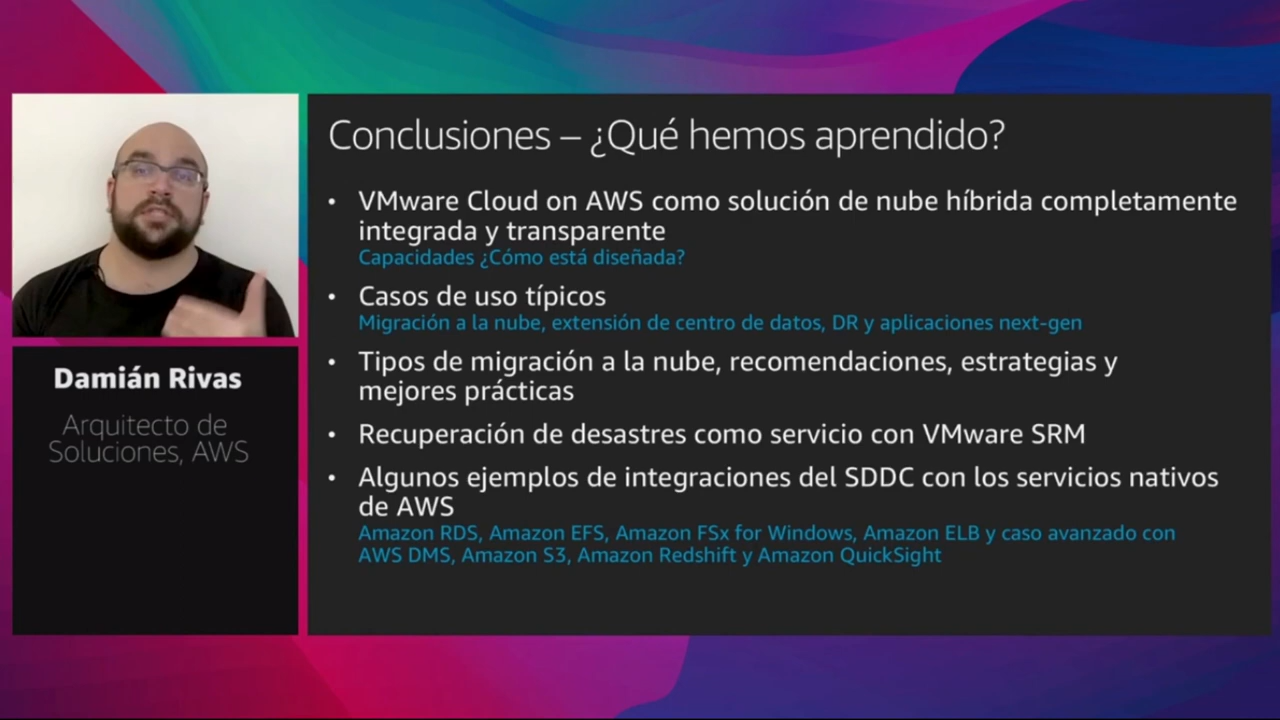 Conclusiones – ¿Qué hemos aprendido?
• VMware Cloud on AWS como solución de nube híbrida completamente
integrada y transparente
Capacidades ¿Cómo está diseñada?
• Casos de uso típicos
Migración a la nube, extensión de centro de datos, DR y aplicaciones next-gen
• Tipos de migración a la nube, recomendaciones, estrategias y
mejores prácticas
• Recuperación de desastres como servicio con VMware SRM
• Algunos ejemplos de integraciones del SDDC con los servicios nativos
de AWS
Amazon RDS, Amazon EFS, Amazon FSx for Windows, Amazon ELB y caso avanzado con
AWS DMS, Amazon S3, Amazon Redshift y Amazon QuickSight
Damián Rivas
Arquitecto de
Soluciones, AWS